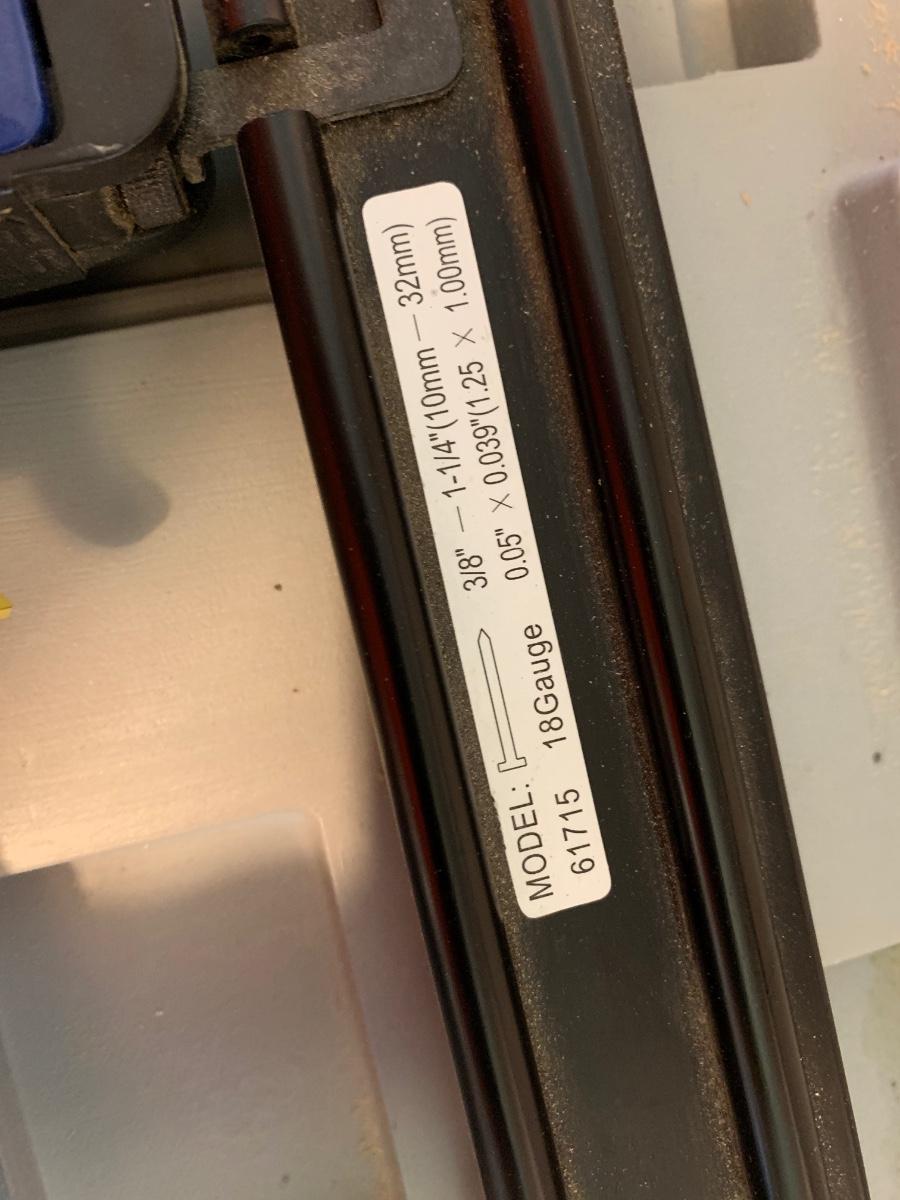 MODEL: 3/8" — 1-1/4"(10mm — 32mm)
61715 18Gauge 0.05" × 0.039"(1.25 × 1.00mm)